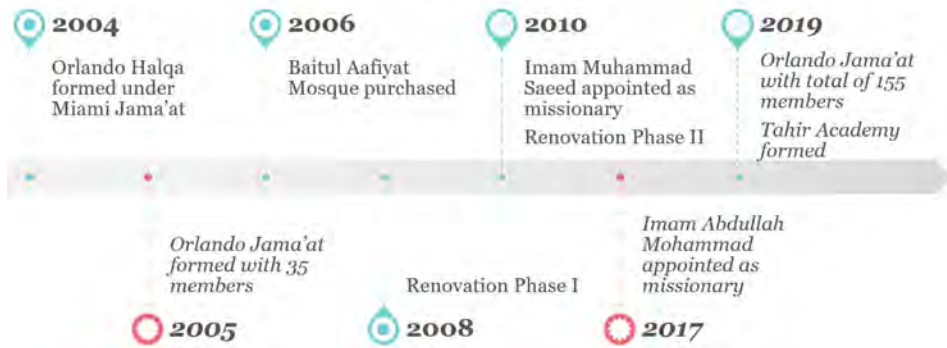 2004
Orlando Halqa
formed under
Miami Jama'at
2006
Baitul Aafiyat
Mosque purchased
2010
Imam Muhammad
Saeed appointed as
missionary
Renovation Phase II
2019
Orlando Jama'at
with total of 155
members
Tahir Academy
formed
Orlando Jama'at
formed with 35
members
2005
Renovation Phase I
2008
Imam Abdullah
Mohammad
appointed as
missionary
2017